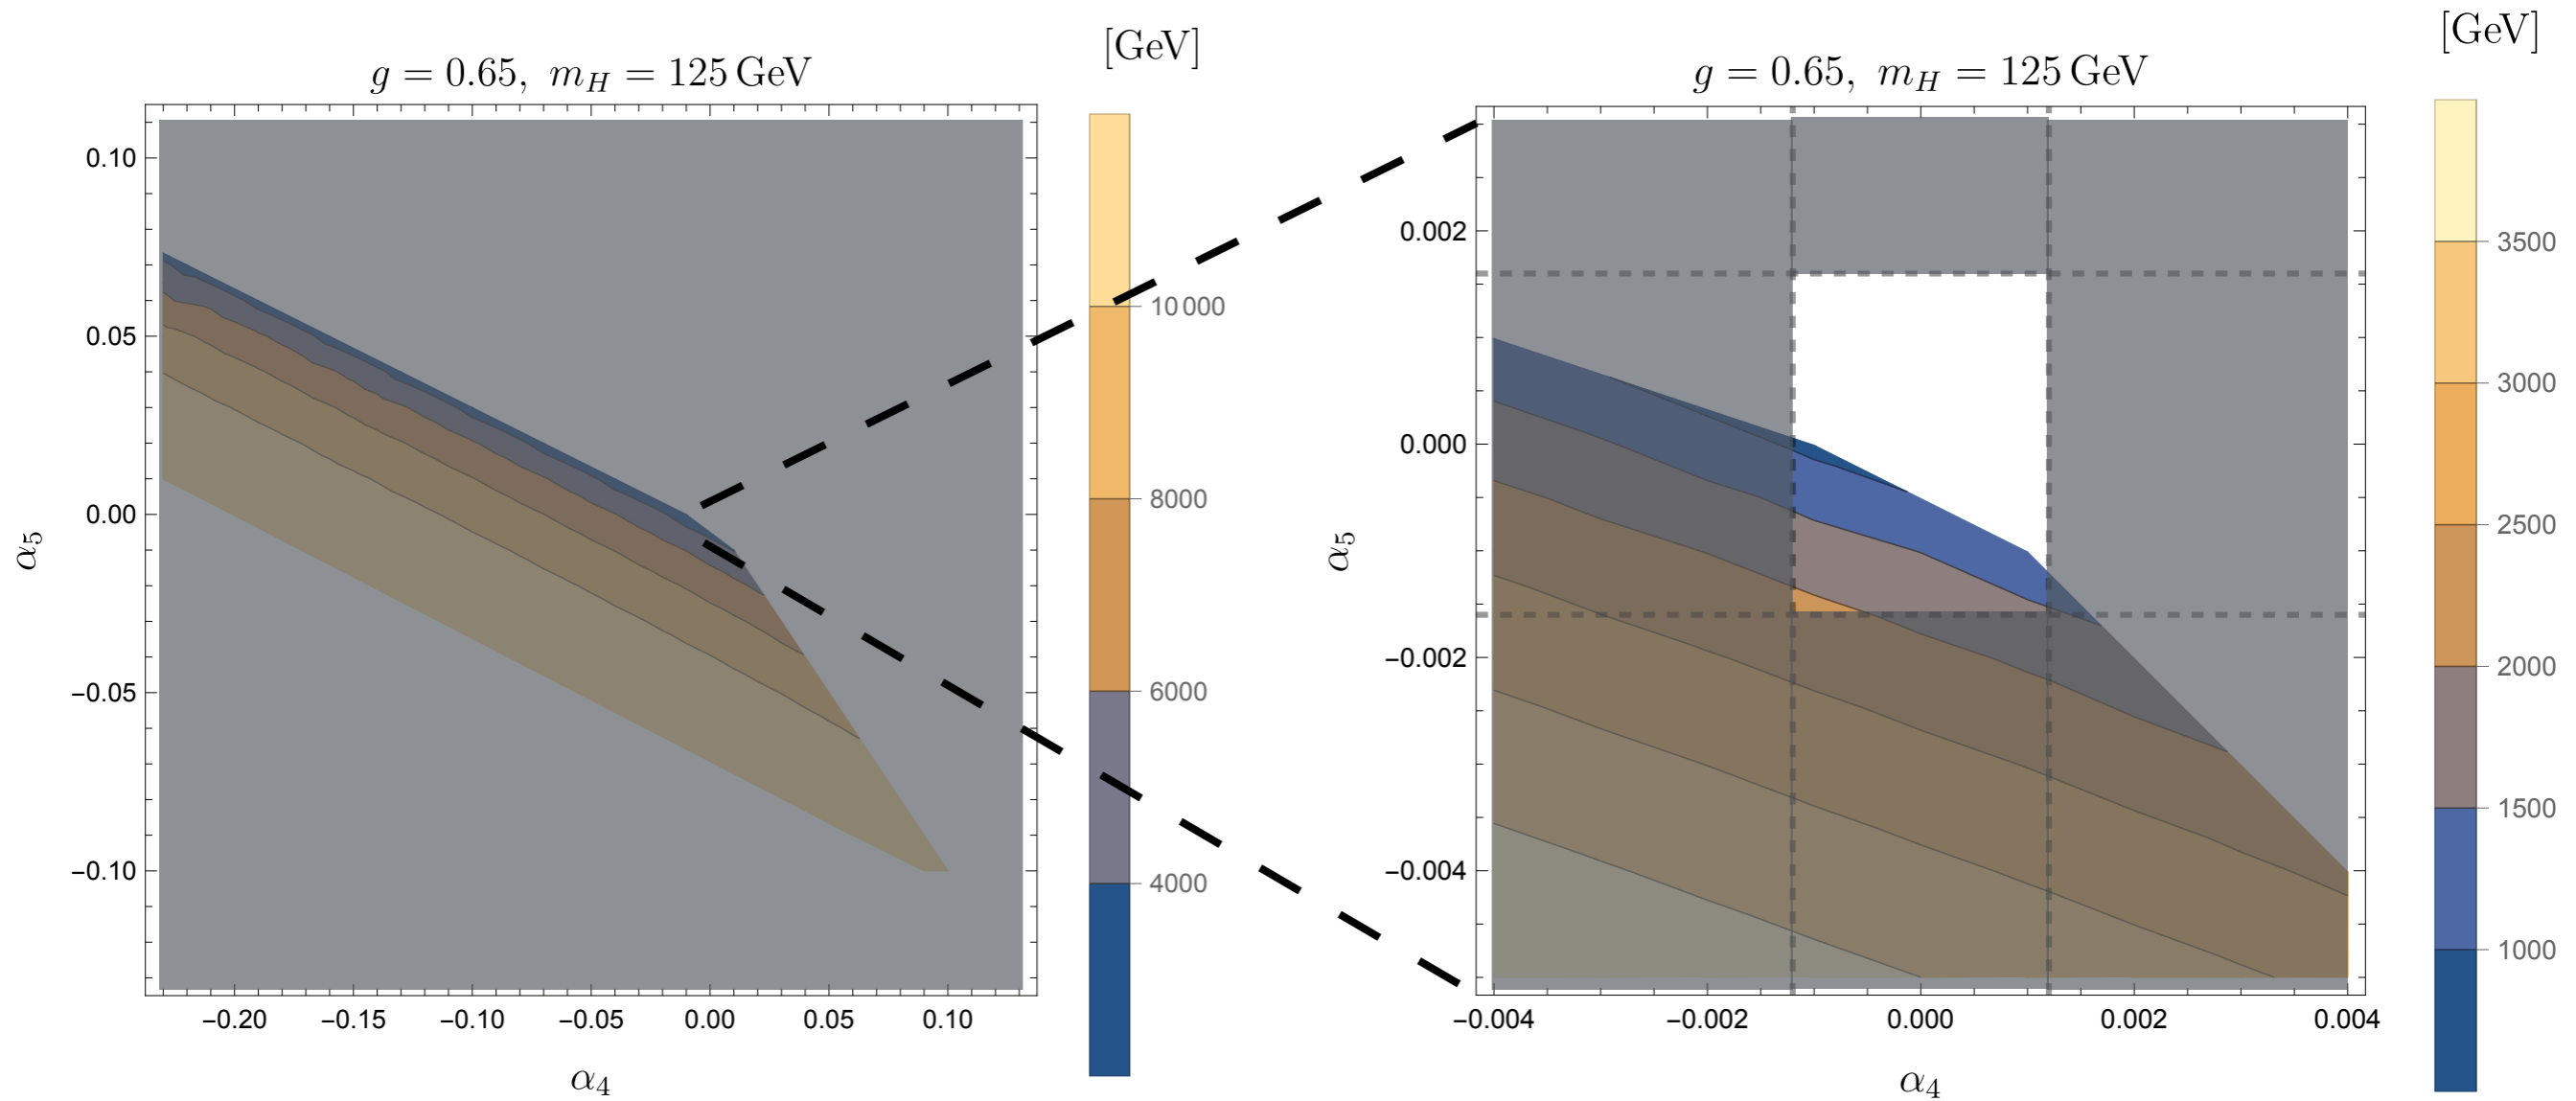 [GeV]
g = 0.65, m_H = 125 GeV
0.10
0.05
0.00
−0.05
−0.10
α_5
−0.20 −0.15 −0.10 −0.05 0.00 0.05 0.10
α_4
10 000
8000
6000
4000
[GeV]
g = 0.65, m_H = 125 GeV
0.002
0.000
−0.002
−0.004
α_5
−0.004 −0.002 0.000 0.002 0.004
α_4
3500
3000
2500
2000
1500
1000